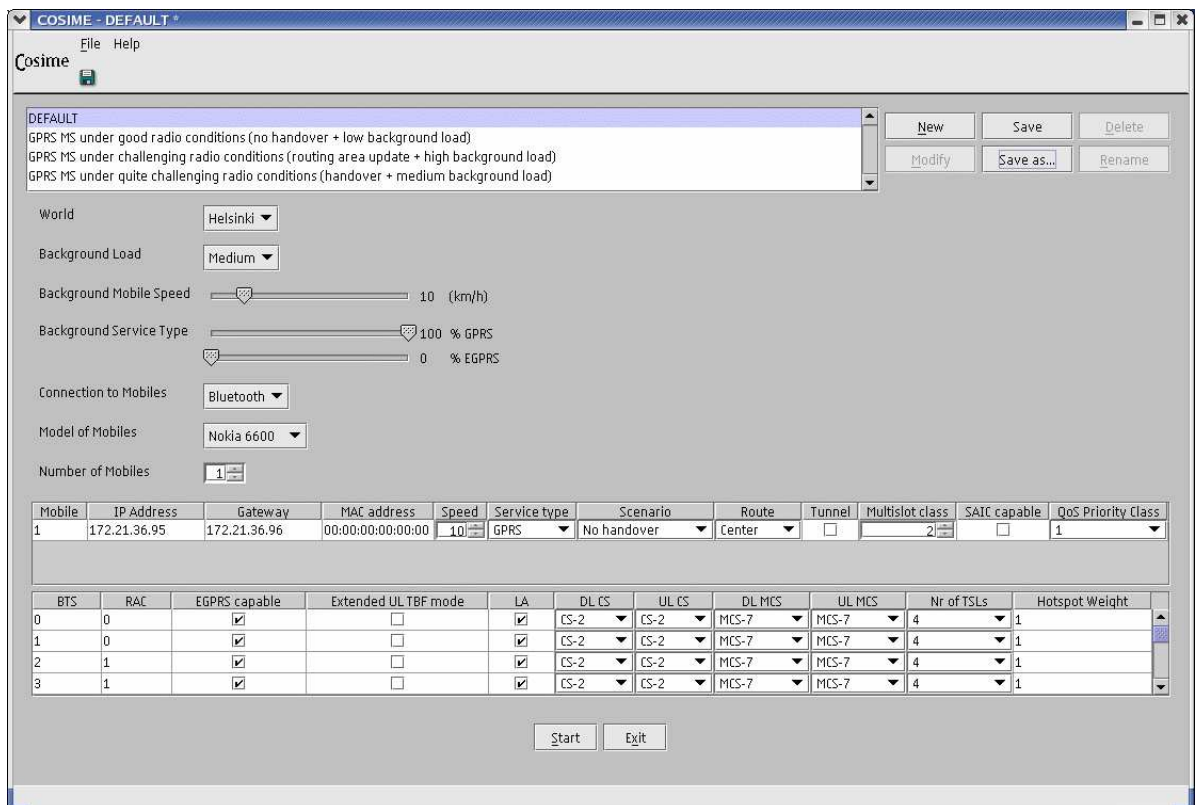 COSIME - DEFAULT *
File Help
Cosime
DEFAULT
GPRS MS under good radio conditions (no handover + low background load)
GPRS MS under challenging radio conditions (routing area update + high background load)
GPRS MS under quite challenging radio conditions (handover + medium background load)
New Save Delete
Modify Save as... Rename
World Helsinki
Background Load Medium
Background Mobile Speed 10 (km/h)
Background Service Type 100 % GPRS
0 % EGPRS
Connection to Mobiles Bluetooth
Model of Mobiles Nokia 6600
Number of Mobiles 1
Mobile IP Address Gateway MAC address Speed Service type Scenario Route Tunnel Multislot class SAIC capable QoS Priority Class
1 172.21.36.95 172.21.36.96 00:00:00:00:00:00 10 GPRS No handover Center 2 1
BTS RAC EGPRS capable Extended UL TBF mode LA DL CS UL CS DL MCS UL MCS Nr of TSLs Hotspot Weight
0 0 CS-2 CS-2 MCS-7 MCS-7 4 1
1 0 CS-2 CS-2 MCS-7 MCS-7 4 1
2 1 CS-2 CS-2 MCS-7 MCS-7 4 1
3 1 CS-2 CS-2 MCS-7 MCS-7 4 1
Start Exit